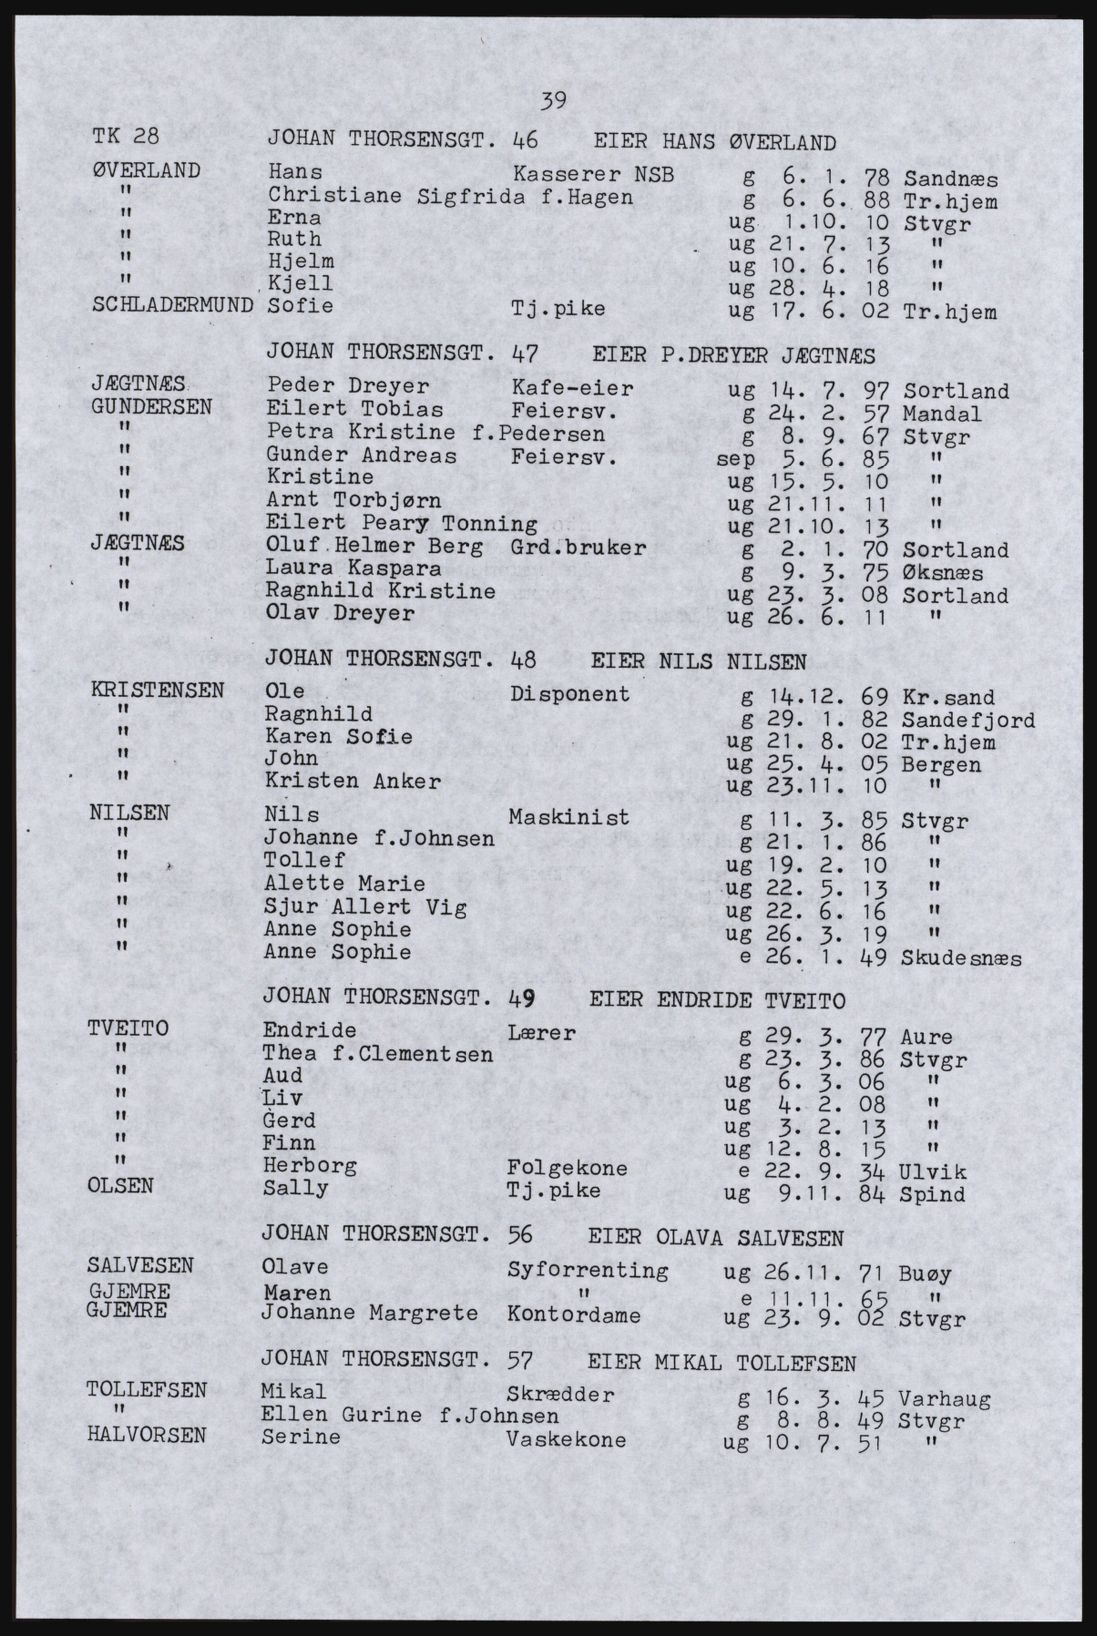 39
TK 28 JOHAN THORSENSGT. 46 EIER HANS ØVERLAND
ØVERLAND Hans Kasserer NSB g 6. 1. 78 Sandnæs
" Christiane Sigfrida f.Hagen g 6. 6. 88 Tr.hjem
" Erna ug 1.10. 10 Stvgr
" Ruth ug 21. 7. 13 "
" Hjelm ug 10. 6. 16 "
" Kjell ug 28. 4. 18 "
SCHLADERMUND Sofie Tj.pike ug 17. 6. 02 Tr.hjem
JOHAN THORSENSGT. 47 EIER P.DREYER JÆGTNÆS
JÆGTNÆS Peder Dreyer Kafe-eier ug 14. 7. 97 Sortland
GUNDERSEN Eilert Tobias Feiersv. g 24. 2. 57 Mandal
" Petra Kristine f.Pedersen g 8. 9. 67 Stvgr
" Gunder Andreas Feiersv. sep 5. 6. 85 "
" Kristine ug 15. 5. 10 "
" Arnt Torbjørn ug 21.11. 11 "
" Eilert Peary Tonning ug 21.10. 13 "
JÆGTNÆS Oluf Helmer Berg Grd.bruker g 2. 1. 70 Sortland
" Laura Kaspara g 9. 3. 75 Øksnæs
" Ragnhild Kristine ug 23. 3. 08 Sortland
" Olav Dreyer ug 26. 6. 11 "
JOHAN THORSENSGT. 48 EIER NILS NILSEN
KRISTENSEN Ole Disponent g 14.12. 69 Kr.sand
" Ragnhild g 29. 1. 82 Sandefjord
" Karen Sofie ug 21. 8. 02 Tr.hjem
" John ug 25. 4. 05 Bergen
" Kristen Anker ug 23.11. 10 "
NILSEN Nils Maskinist g 11. 3. 85 Stvgr
" Johanne f.Johnsen g 21. 1. 86 "
" Tollef ug 19. 2. 10 "
" Alette Marie ug 22. 5. 13 "
" Sjur Allert Vig ug 22. 6. 16 "
" Anne Sophie ug 26. 3. 19 "
" Anne Sophie e 26. 1. 49 Skudesnæs
JOHAN THORSENSGT. 49 EIER ENDRIDE TVEITO
TVEITO Endride Lærer g 29. 3. 77 Aure
" Thea f.Clementsen g 23. 3. 86 Stvgr
" Aud ug 6. 3. 06 "
" Liv ug 4. 2. 08 "
" Gerd ug 3. 2. 13 "
" Finn ug 12. 8. 15 "
" Herborg Folgekone e 22. 9. 34 Ulvik
OLSEN Sally Tj.pike ug 9.11. 84 Spind
JOHAN THORSENSGT. 56 EIER OLAVA SALVESEN
SALVESEN Olave Syforrenting ug 26.11. 71 Buøy
GJEMRE Maren " e 11.11. 65 "
GJEMRE Johanne Margrete Kontordame ug 23. 9. 02 Stvgr
JOHAN THORSENSGT. 57 EIER MIKAL TOLLEFSEN
TOLLEFSEN Mikal Skrædder g 16. 3. 45 Varhaug
" Ellen Gurine f.Johnsen g 8. 8. 49 Stvgr
HALVORSEN Serine Vaskekone ug 10. 7. 51 "